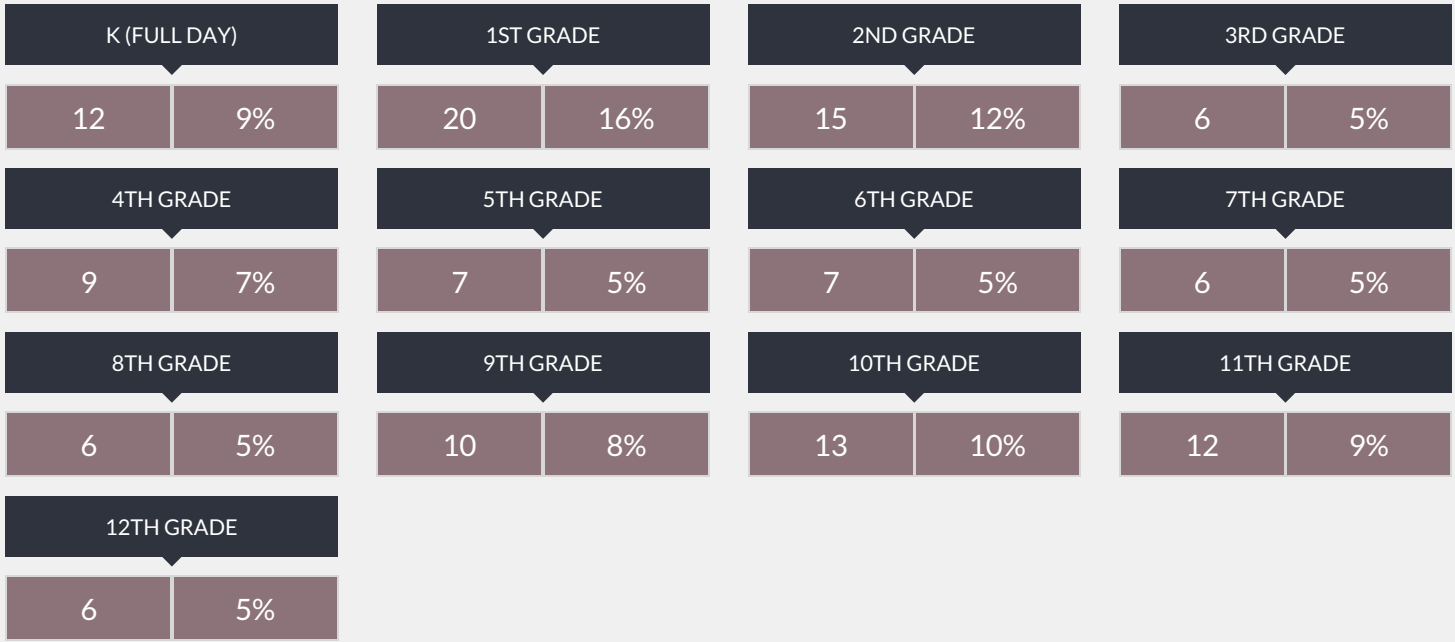 K (FULL DAY) 1ST GRADE 2ND GRADE 3RD GRADE
12 9% 20 16% 15 12% 6 5%
4TH GRADE 5TH GRADE 6TH GRADE 7TH GRADE
9 7% 7 5% 7 5% 6 5%
8TH GRADE 9TH GRADE 10TH GRADE 11TH GRADE
6 5% 10 8% 13 10% 12 9%
12TH GRADE
6 5%